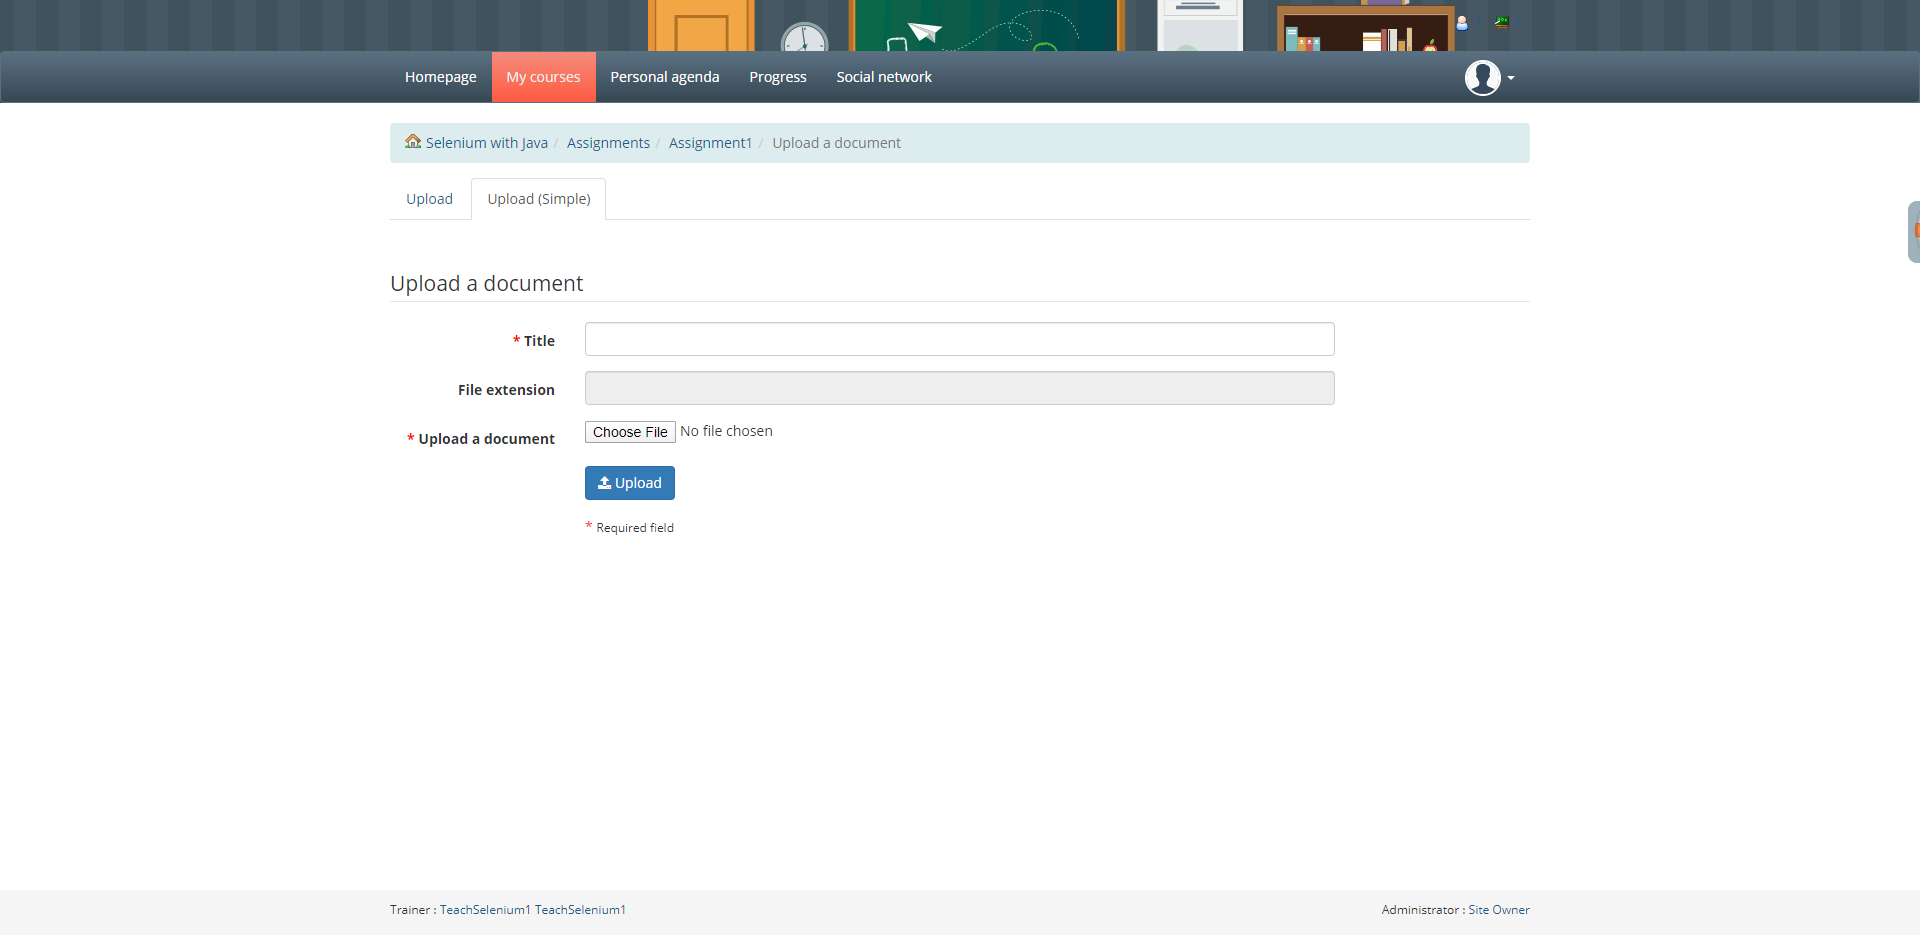 Homepage My courses Personal agenda Progress Social network
Selenium with Java / Assignments / Assignment1 / Upload a document
Upload Upload (Simple)
Upload a document
* Title
File extension
* Upload a document Choose File No file chosen
Upload
* Required field
Trainer : TeachSelenium1 TeachSelenium1 Administrator : Site Owner